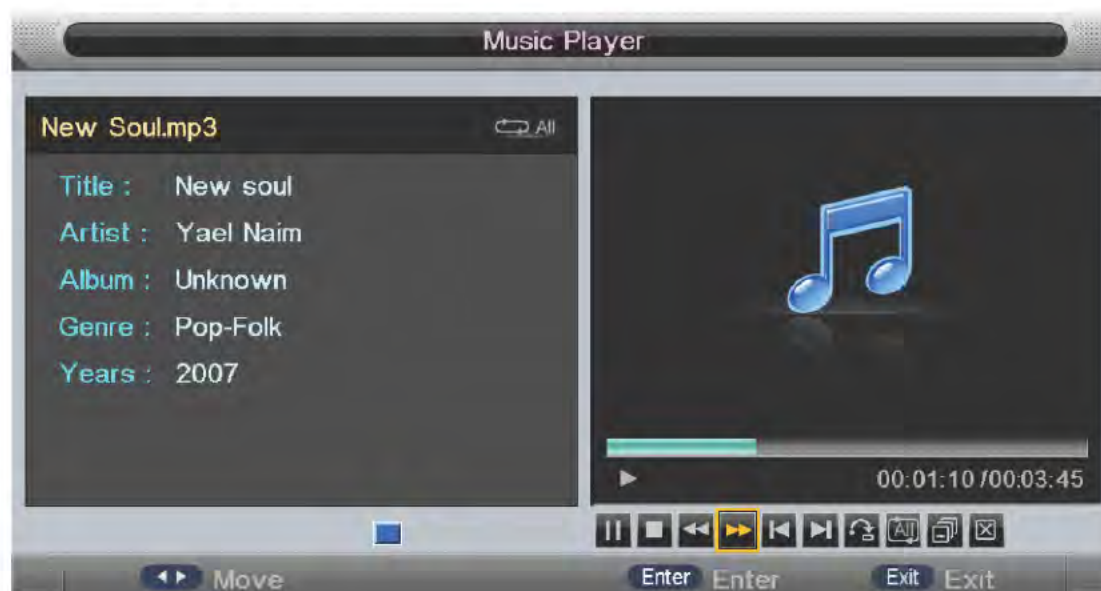 Music Player
New Soul.mp3
All
Title : New soul
Artist : Yael Naim
Album : Unknown
Genre : Pop-Folk
Years : 2007
00:01:10 /00:03:45
All
Move
Enter Enter
Exit Exit